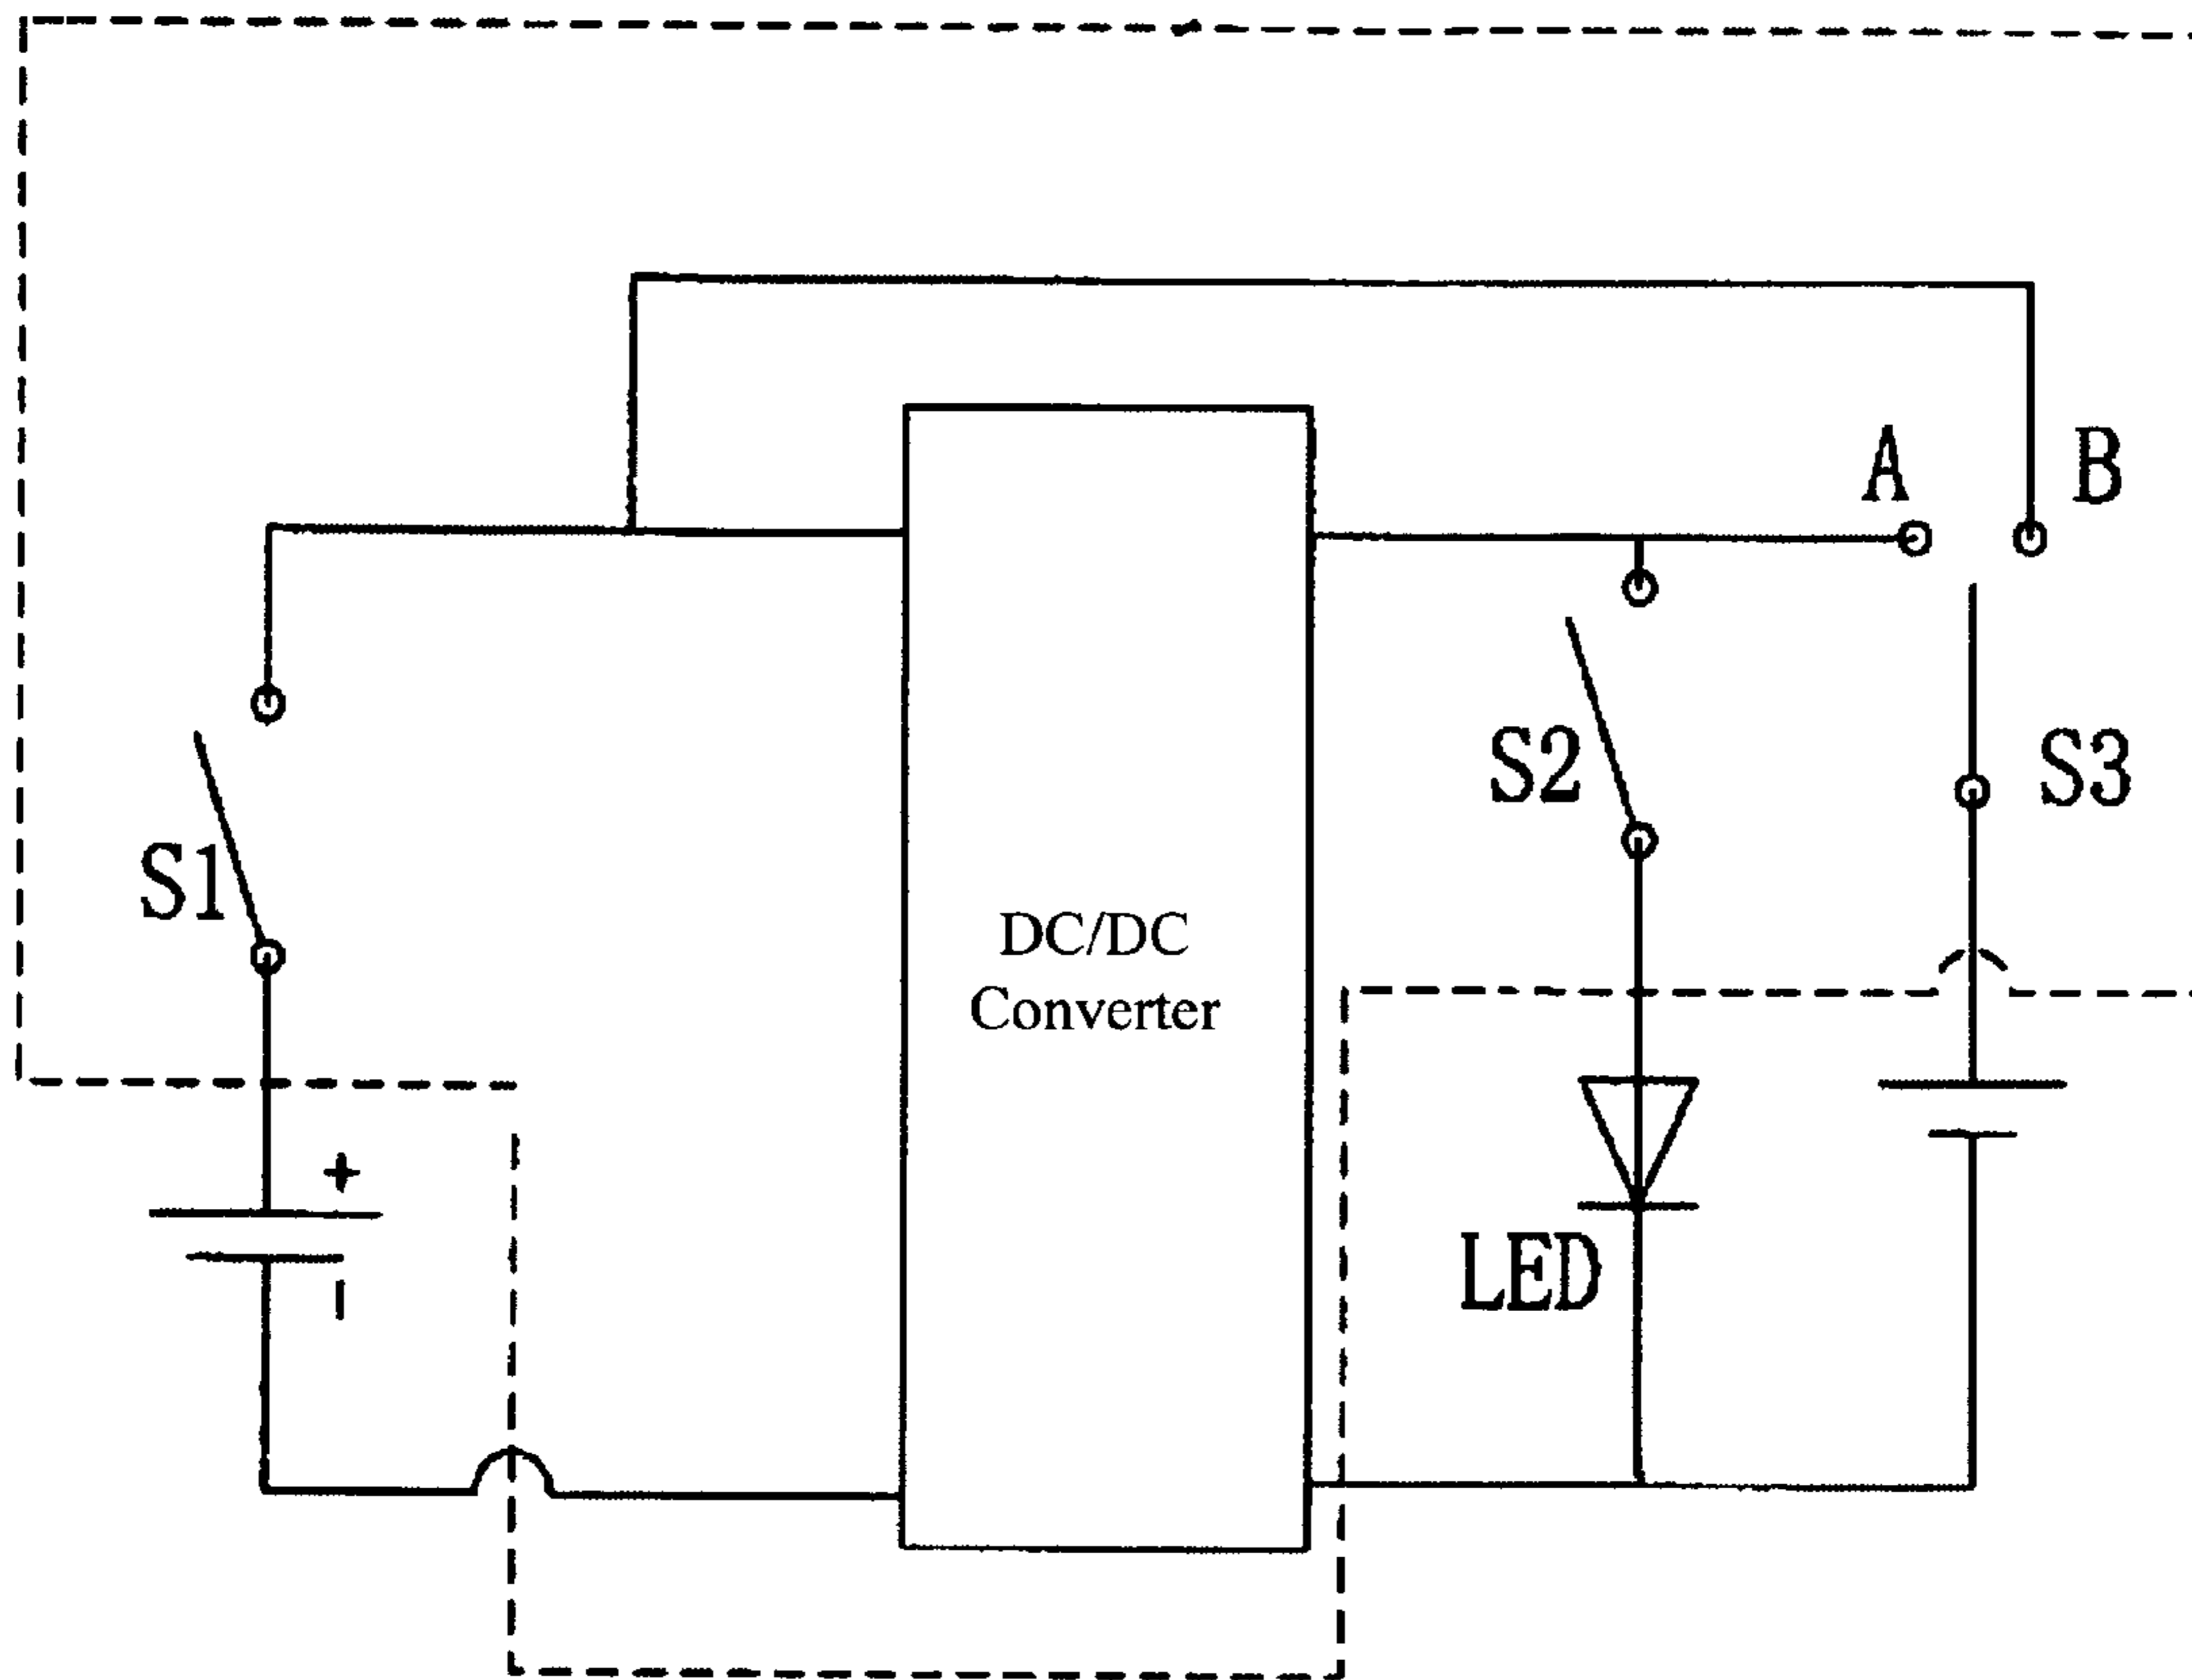 A
B
S1
S2
S3
DC/DC
Converter
+
−
LED